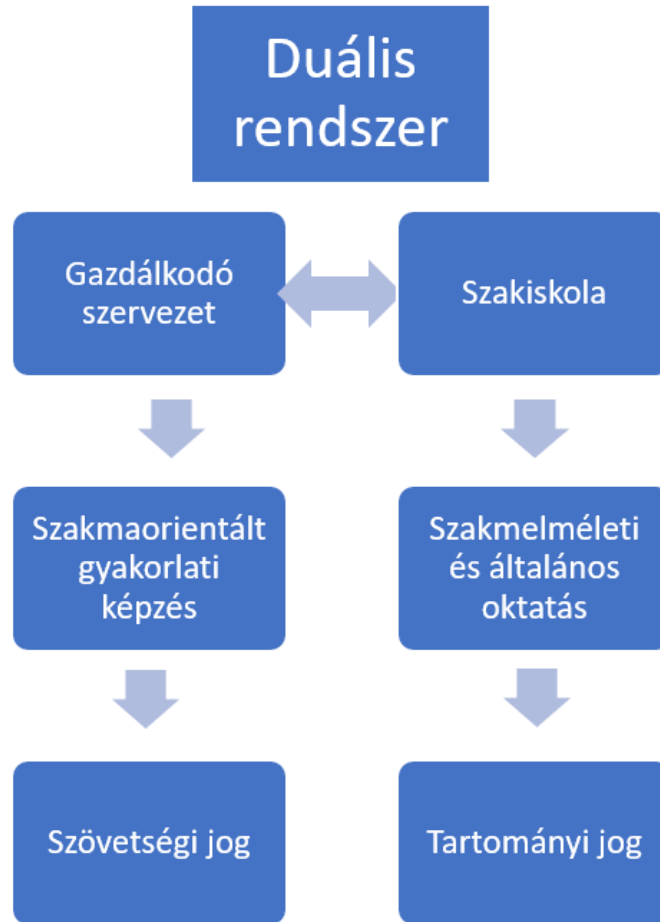 Duális
rendszer
Gazdálkodó
szervezet
Szakiskola
Szakmaorientált
gyakorlati
képzés
Szakmelméleti
és általános
oktatás
Szövetségi jog
Tartományi jog